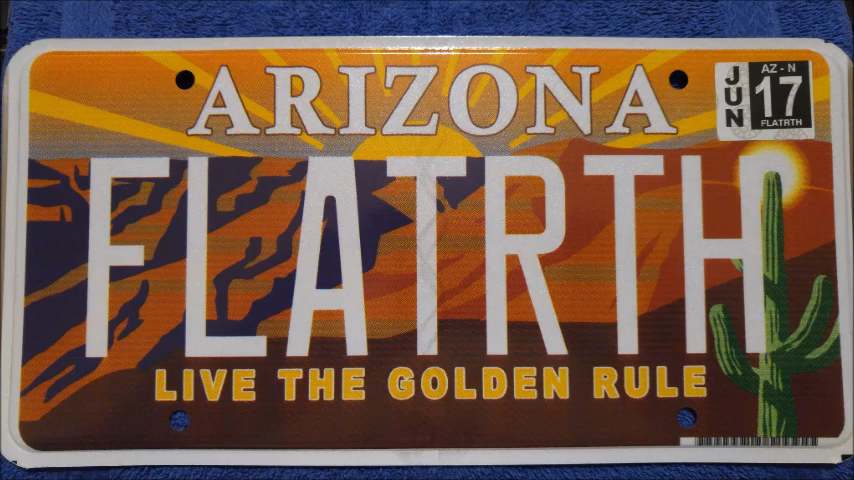 ARIZONA
JUN
AZ - N
17
FLATRTH
FLATRTH
LIVE THE GOLDEN RULE